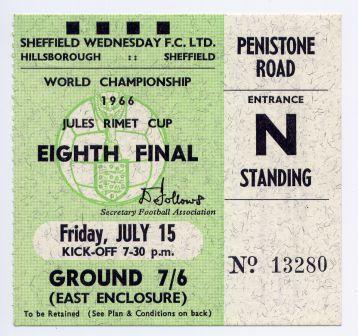 SHEFFIELD WEDNESDAY F.C. LTD.
HILLSBOROUGH :: SHEFFIELD
WORLD CHAMPIONSHIP
1966
JULES RIMET CUP
EIGHTH FINAL
D Follows
Secretary Football Association
Friday, JULY 15
KICK-OFF 7-30 p.m.
GROUND 7/6
(EAST ENCLOSURE)
To be Retained (See Plan & Conditions on back)
PENISTONE
ROAD
ENTRANCE
N
STANDING
No. 13280